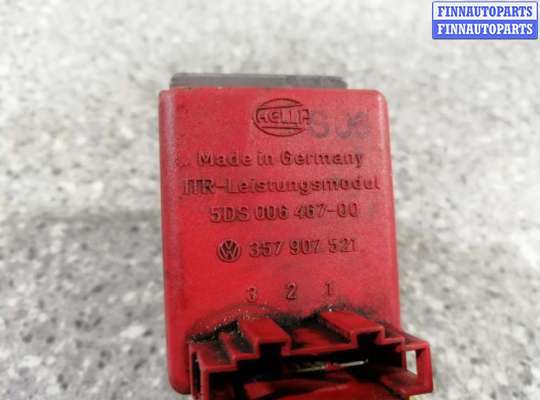 FINNAUTOPARTS
FINNAUTOPARTS
HELLA
Made in Germany
ITR-Leistungsmodul
5DS 006 467-00
VW 357 907 521
3 2 1